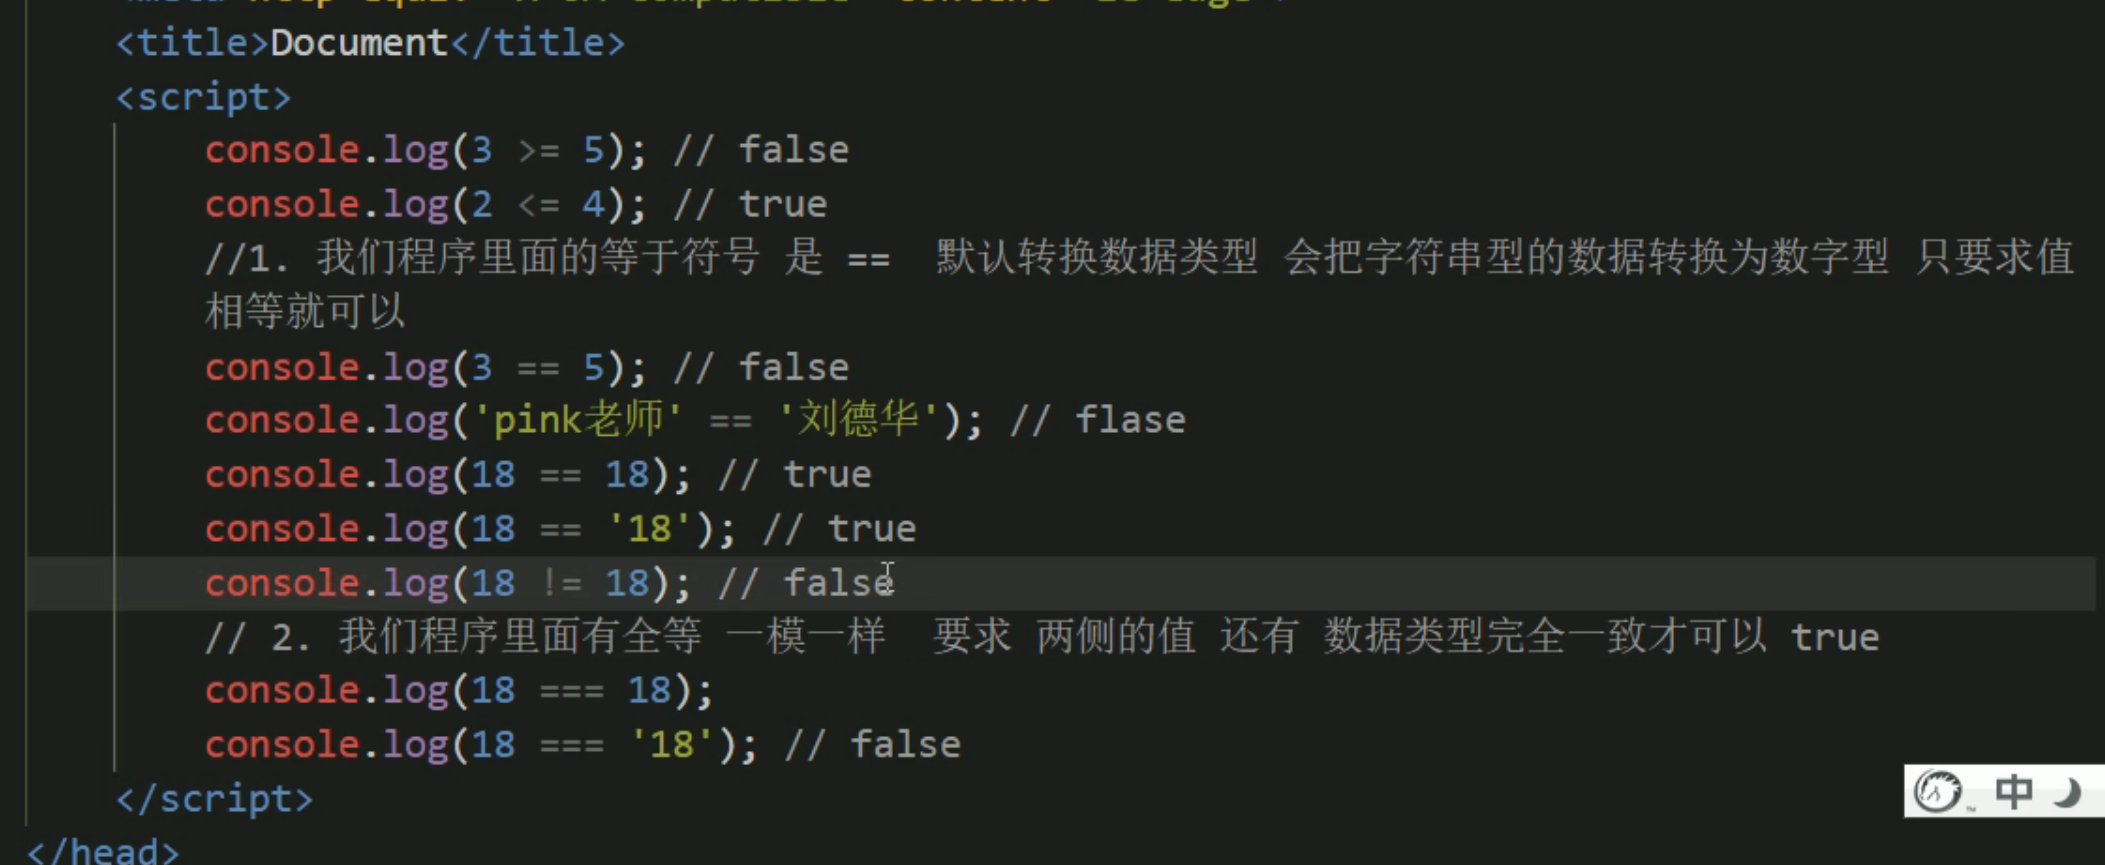 <title>Document</title>
<script>
console.log(3 >= 5); // false
console.log(2 <= 4); // true
//1. 我们程序里面的等于符号 是 ==  默认转换数据类型 会把字符串型的数据转换为数字型 只要求值
相等就可以
console.log(3 == 5); // false
console.log('pink老师' == '刘德华'); // flase
console.log(18 == 18); // true
console.log(18 == '18'); // true
console.log(18 != 18); // false
// 2. 我们程序里面有全等 一模一样  要求 两侧的值 还有 数据类型完全一致才可以 true
console.log(18 === 18);
console.log(18 === '18'); // false
</script>
中
</head>